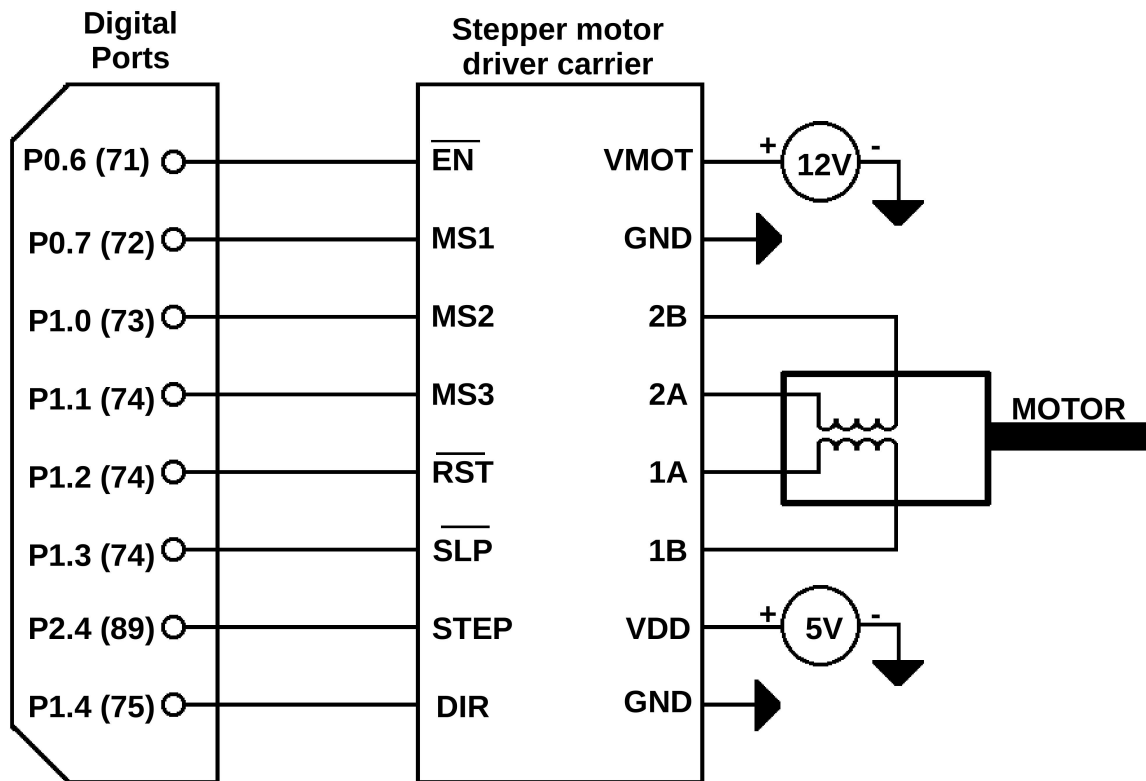 Digital
Ports
Stepper motor
driver carrier
P0.6 (71)
EN
VMOT
+
12V
-
P0.7 (72)
MS1
GND
P1.0 (73)
MS2
2B
P1.1 (74)
MS3
2A
MOTOR
P1.2 (74)
RST
1A
P1.3 (74)
SLP
1B
P2.4 (89)
STEP
VDD
+
5V
-
P1.4 (75)
DIR
GND